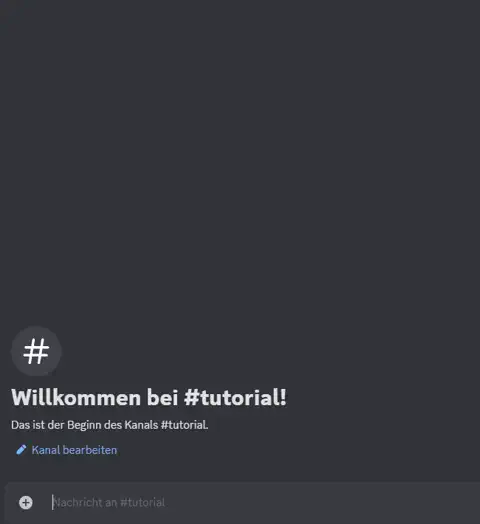 #
Willkommen bei #tutorial!
Das ist der Beginn des Kanals #tutorial.
Kanal bearbeiten
Nachricht an #tutorial